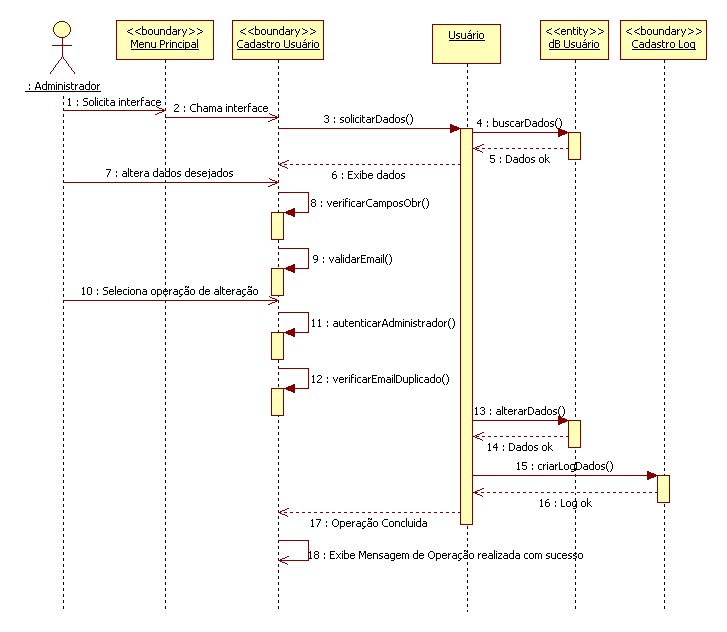 <<boundary>>
Menu Principal
<<boundary>>
Cadastro Usuário
Usuário
<<entity>>
dB Usuário
<<boundary>>
Cadastro Log
: Administrador
1 : Solicita interface
2 : Chama interface
3 : solicitarDados()
4 : buscarDados()
5 : Dados ok
6 : Exibe dados
7 : altera dados desejados
8 : verificarCamposObr()
9 : validarEmail()
10 : Seleciona operação de alteração
11 : autenticarAdministrador()
12 : verificarEmailDuplicado()
13 : alterarDados()
14 : Dados ok
15 : criarLogDados()
16 : Log ok
17 : Operação Concluida
18 : Exibe Mensagem de Operação realizada com sucesso